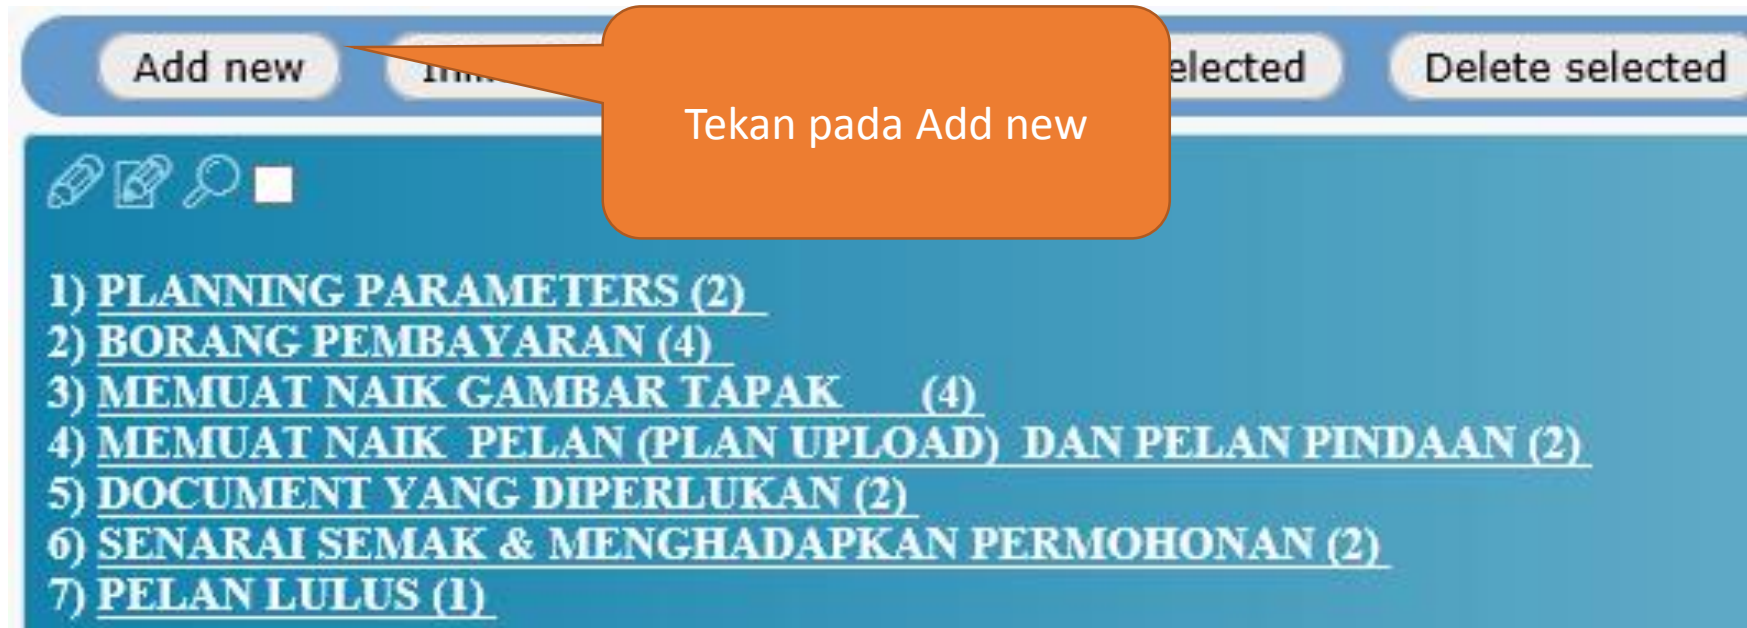 Add new
elected
Delete selected
Tekan pada Add new
1) PLANNING PARAMETERS (2)
2) BORANG PEMBAYARAN (4)
3) MEMUAT NAIK GAMBAR TAPAK (4)
4) MEMUAT NAIK PELAN (PLAN UPLOAD) DAN PELAN PINDAAN (2)
5) DOCUMENT YANG DIPERLUKAN (2)
6) SENARAI SEMAK & MENGHADAPKAN PERMOHONAN (2)
7) PELAN LULUS (1)